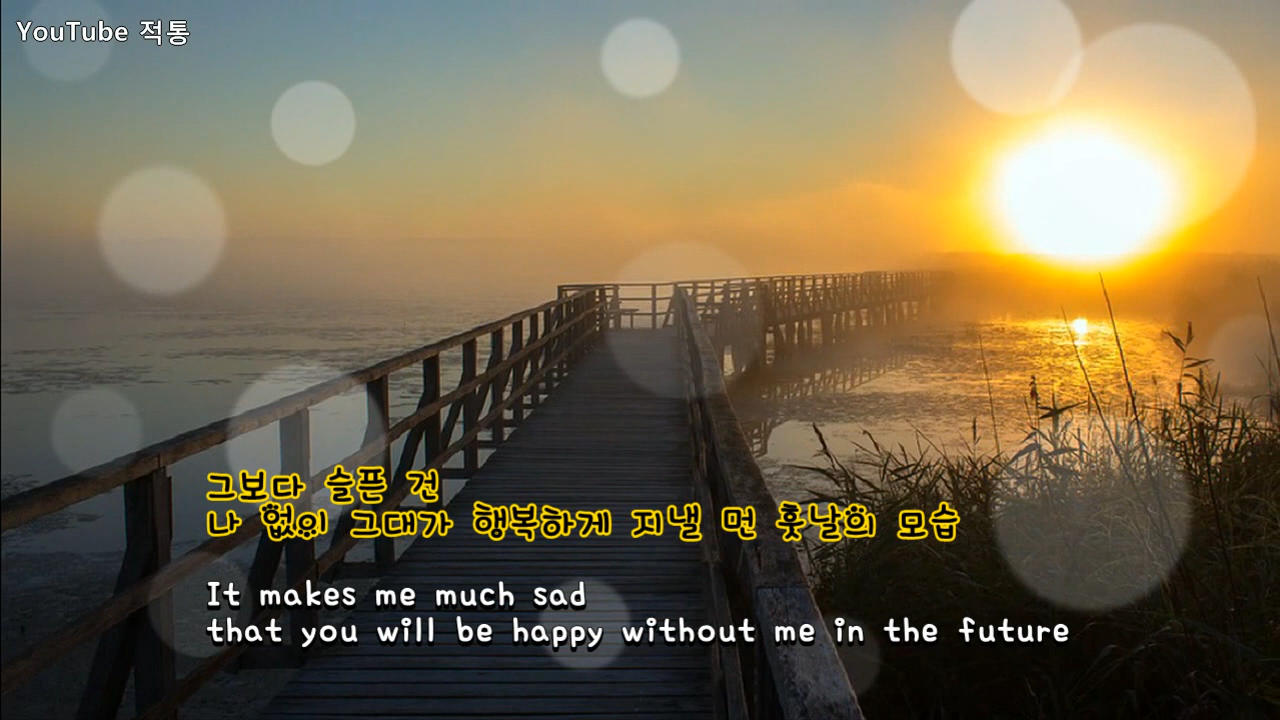 YouTube 적통
그보다 슬픈 건
나 없이 그대가 행복하게 지낼 먼 훗날의 모습
It makes me much sad
that you will be happy without me in the future